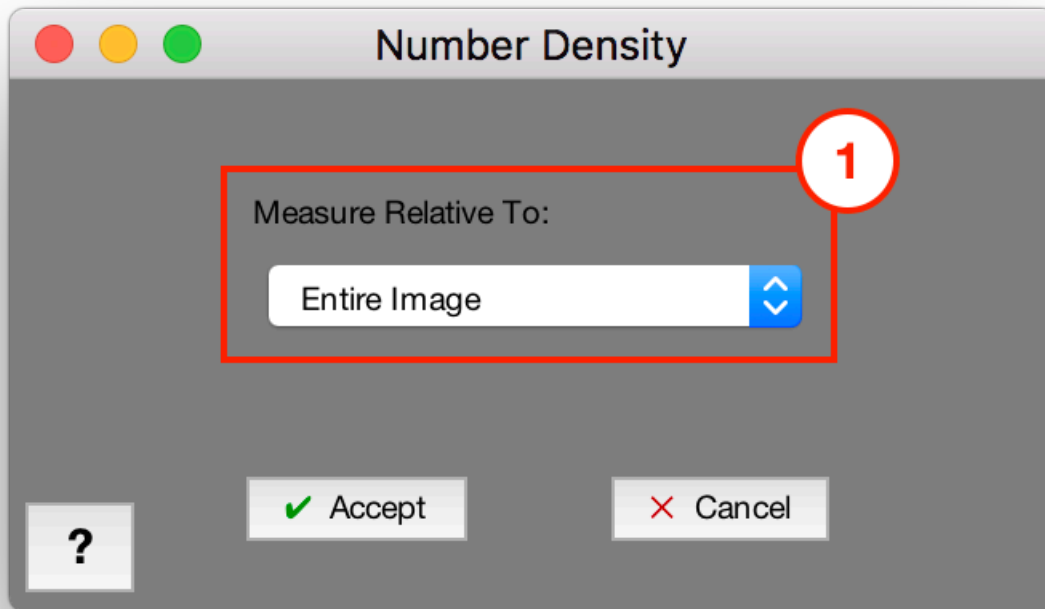 Number Density
1
Measure Relative To:
Entire Image
✔ Accept
✕ Cancel
?